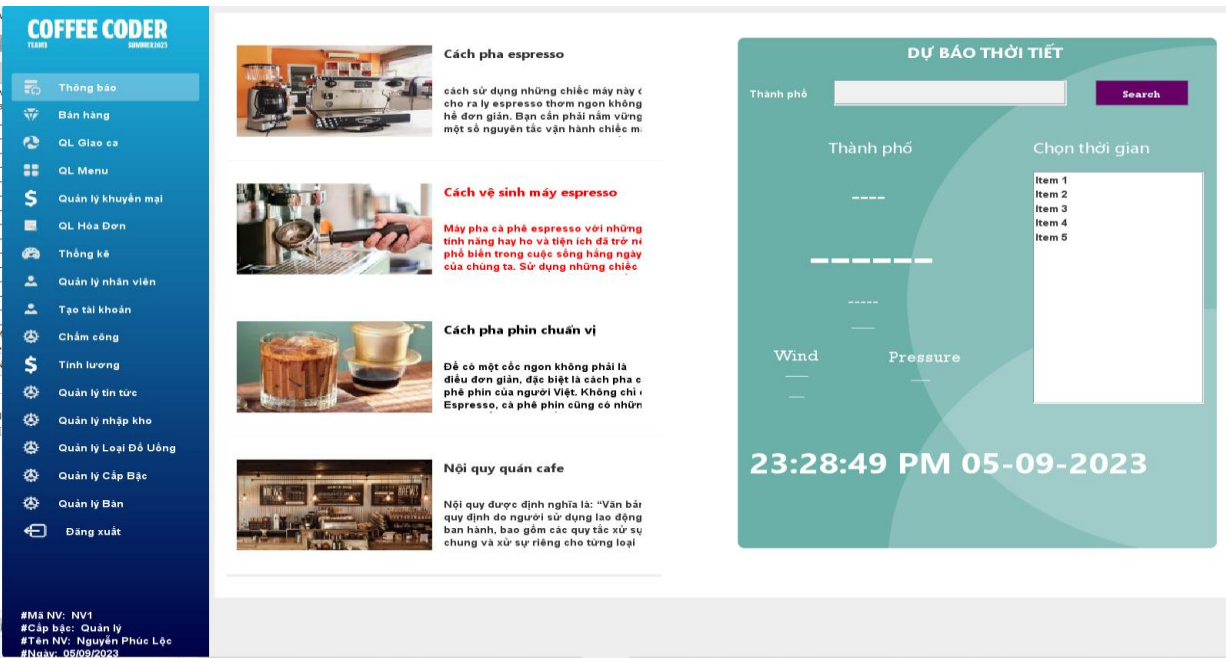 COFFEE CODER
TEAM3 SUMMER2023
Thông báo
Bán hàng
QL Giao ca
QL Menu
Quản lý khuyến mại
QL Hóa Đơn
Thống kê
Quản lý nhân viên
Tạo tài khoản
Chấm công
Tính lương
Quản lý tin tức
Quản lý nhập kho
Quản lý Loại Đồ Uống
Quản lý Cấp Bậc
Quản lý Bàn
Đăng xuất
#Mã NV: NV1
#Cấp bậc: Quản lý
#Tên NV: Nguyễn Phúc Lộc
#Ngày: 05/09/2023
Cách pha espresso
cách sử dụng những chiếc máy này
cho ra ly espresso thơm ngon không
hề đơn giản. Bạn cần phải nắm vững
một số nguyên tắc vận hành chiếc
Cách vệ sinh máy espresso
Máy pha cà phê espresso với những
tính năng hay ho và tiện ích đã trở
phổ biến trong cuộc sống hằng ngày
của chúng ta. Sử dụng những chiếc
Cách pha phin chuẩn vị
Để có một cốc ngon không phải là
điều đơn giản, đặc biệt là cách pha
phê phin của người Việt. Không chỉ
Espresso, cà phê phin cũng có
Nội quy quán cafe
BREWS BREWS
Nội quy được định nghĩa là: “Văn
quy định do người sử dụng lao động
ban hành, bao gồm các quy tắc xử sự
chung và xử sự riêng cho từng loại
DỰ BÁO THỜI TIẾT
Thành phố Search
Thành phố
----
------
-----
Wind Pressure
Chọn thời gian
Item 1
Item 2
Item 3
Item 4
Item 5
23:28:49 PM 05-09-2023